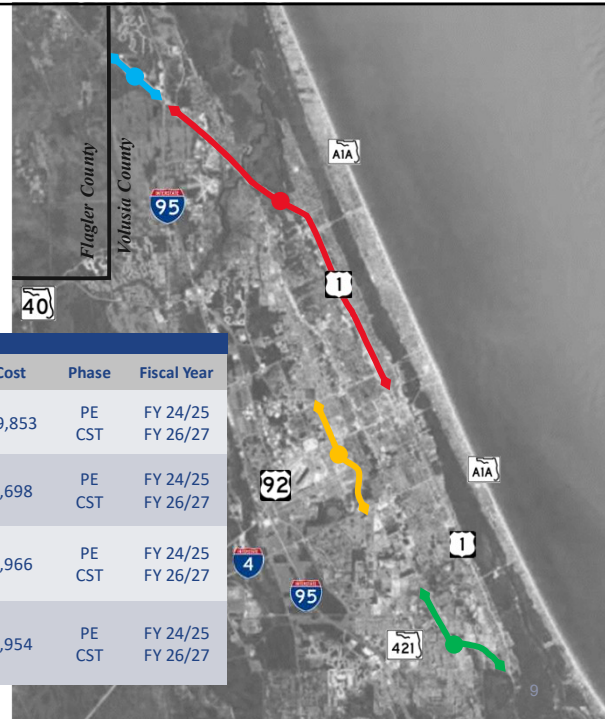 A1A
Flagler County
Volusia County
INTERSTATE
95
1
40
Cost Phase Fiscal Year
9,853 PE FY 24/25
CST FY 26/27
,698 PE FY 24/25
CST FY 26/27
,966 PE FY 24/25
CST FY 26/27
,954 PE FY 24/25
CST FY 26/27
92
A1A
1
4
95
421
9